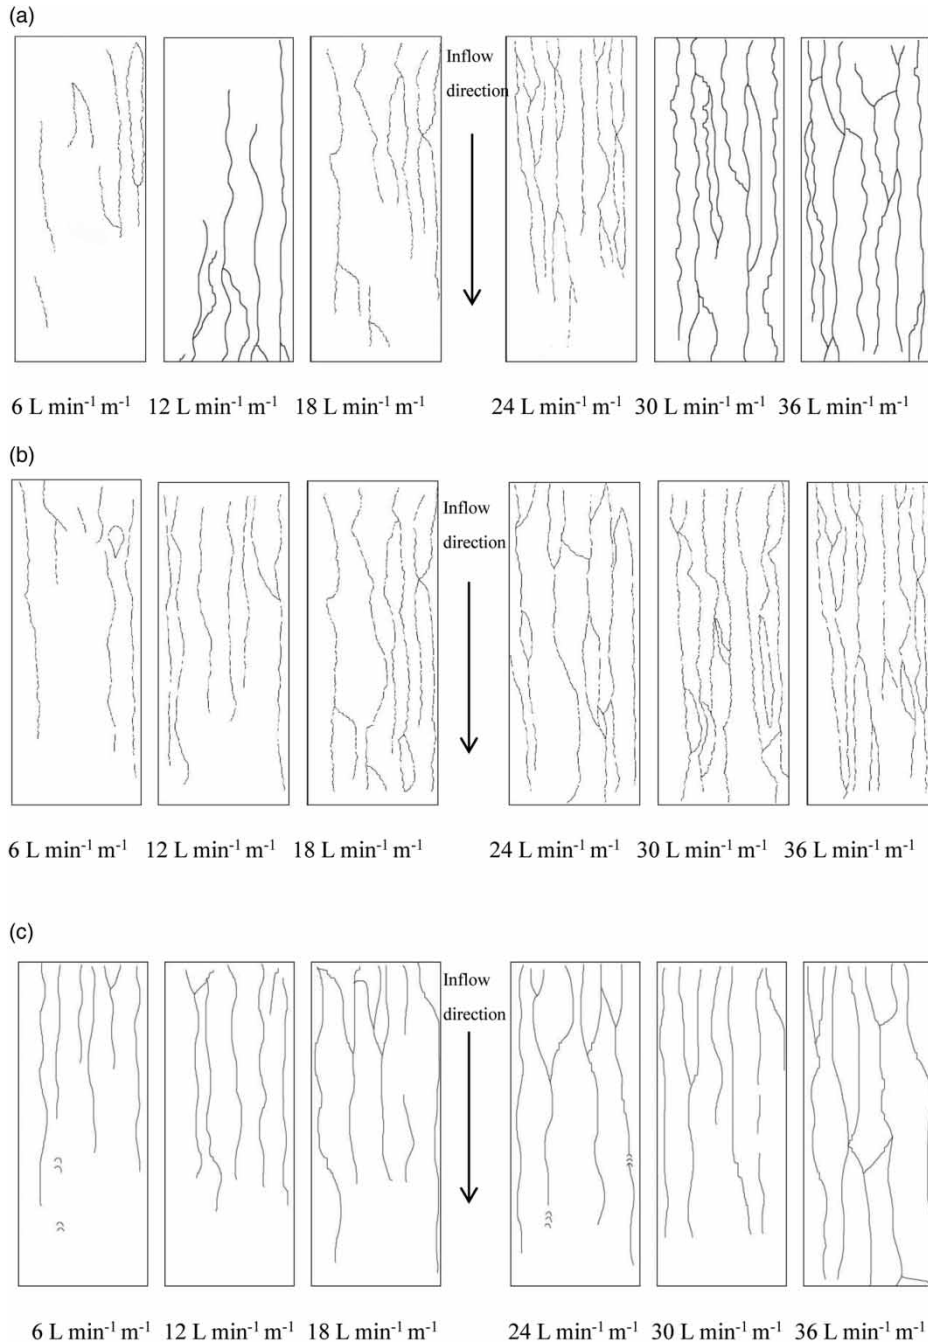 (a)
Inflow
direction
6 L min⁻¹ m⁻¹ 12 L min⁻¹ m⁻¹ 18 L min⁻¹ m⁻¹ 24 L min⁻¹ m⁻¹ 30 L min⁻¹ m⁻¹ 36 L min⁻¹ m⁻¹
(b)
Inflow
direction
6 L min⁻¹ m⁻¹ 12 L min⁻¹ m⁻¹ 18 L min⁻¹ m⁻¹ 24 L min⁻¹ m⁻¹ 30 L min⁻¹ m⁻¹ 36 L min⁻¹ m⁻¹
(c)
Inflow
direction
6 L min⁻¹ m⁻¹ 12 L min⁻¹ m⁻¹ 18 L min⁻¹ m⁻¹ 24 L min⁻¹ m⁻¹ 30 L min⁻¹ m⁻¹ 36 L min⁻¹ m⁻¹